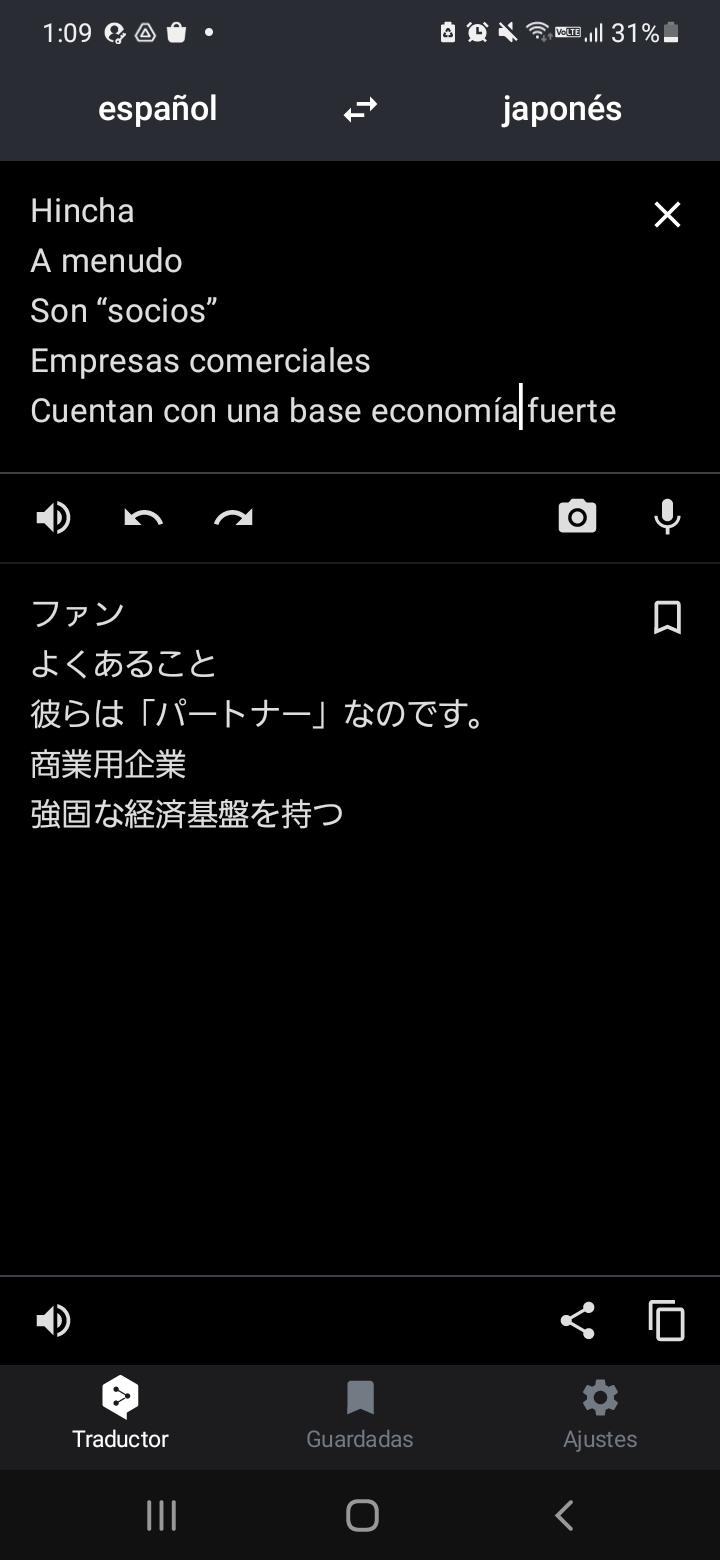 1:09
VoLTE
31%
español
japonés
Hincha
A menudo
Son “socios”
Empresas comerciales
Cuentan con una base economía fuerte
ファン
よくあること
彼らは「パートナー」なのです。
商業用企業
強固な経済基盤を持つ
Traductor
Guardadas
Ajustes